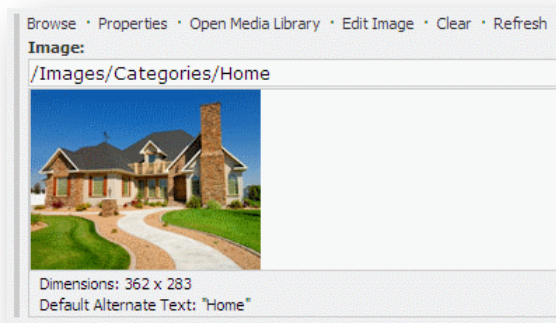 Browse · Properties · Open Media Library · Edit Image · Clear · Refresh
Image:
/Images/Categories/Home
Dimensions: 362 x 283
Default Alternate Text: "Home"